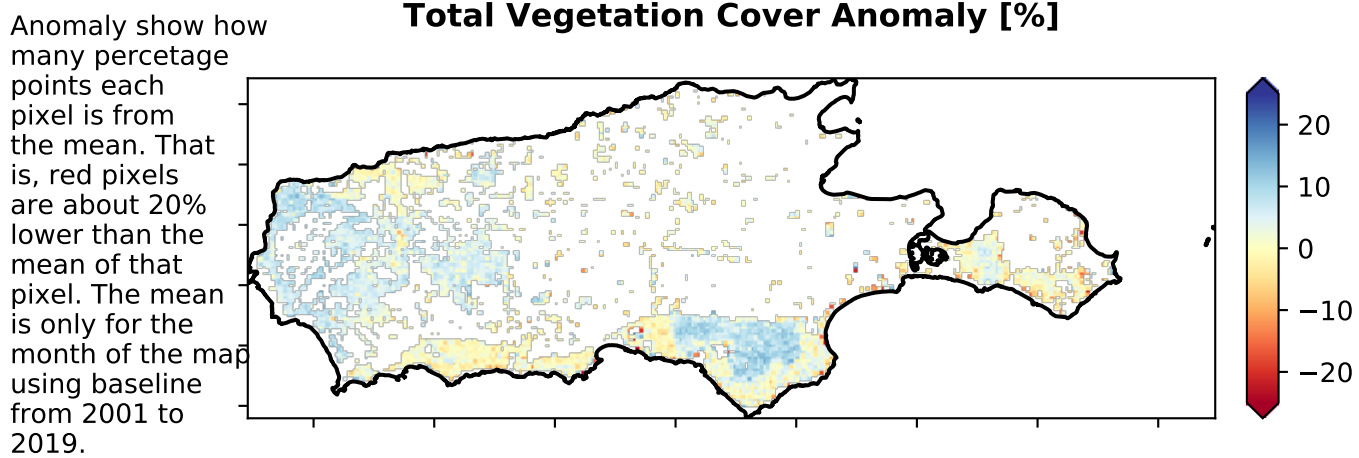 Total Vegetation Cover Anomaly [%]
Anomaly show how
many percetage
points each
pixel is from
the mean. That
is, red pixels
are about 20%
lower than the
mean of that
pixel. The mean
is only for the
month of the map
using baseline
from 2001 to
2019.
20
10
0
−10
−20